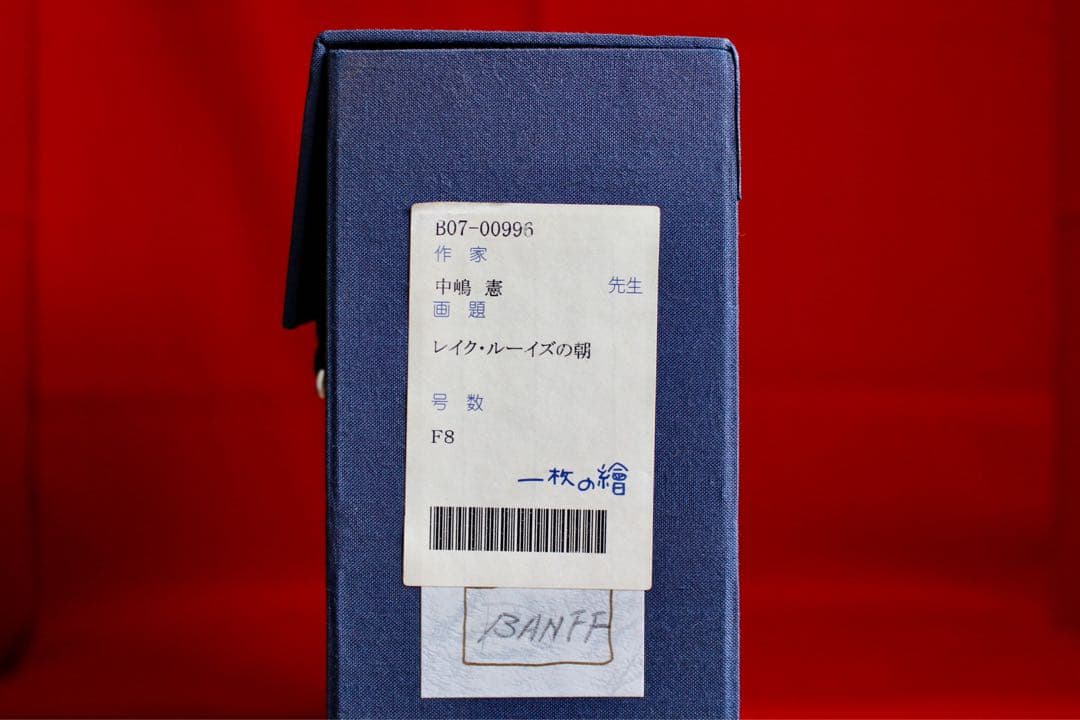 B07-00996
作 家
中嶋 憲 先生
画 題
レイク・ルーイズの朝
号 数
F8
一枚の繪
BANFF